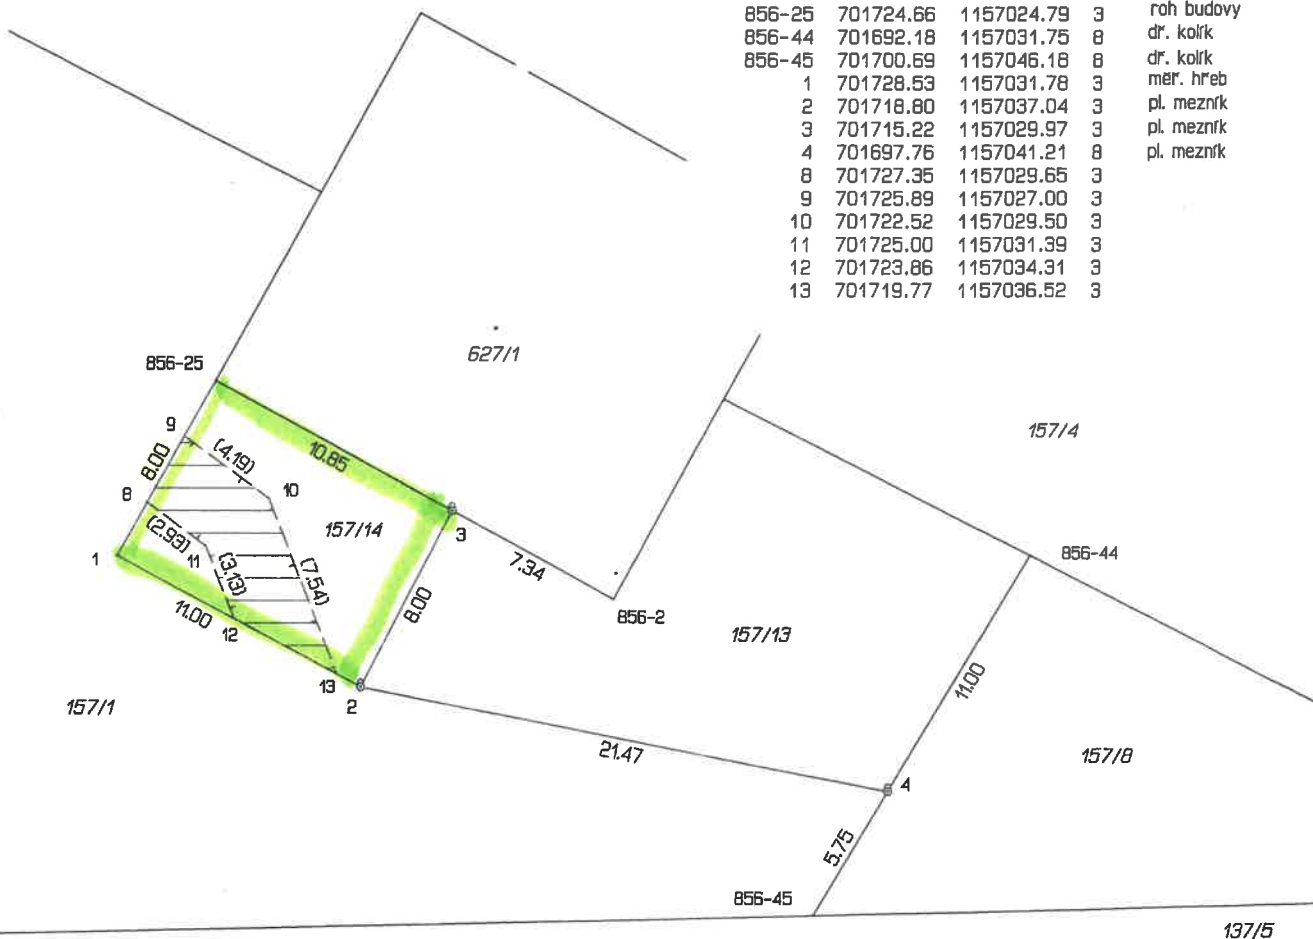 856-25 701724.66 1157024.79 3 roh budovy
856-44 701692.18 1157031.75 8 dř. kolík
856-45 701700.69 1157046.18 8 dř. kolík
1 701728.53 1157031.78 3 měř. hřeb
2 701718.80 1157037.04 3 pl. mezník
3 701715.22 1157029.97 3 pl. mezník
4 701697.76 1157041.21 8 pl. mezník
8 701727.35 1157029.65 3
9 701725.89 1157027.00 3
10 701722.52 1157029.50 3
11 701725.00 1157031.39 3
12 701723.86 1157034.31 3
13 701719.77 1157036.52 3
627/1
856-25
157/4
9
8.00
(4.19)
10.85
10
8
157/14
3
(2.93)
1
11
(3.13)
(7.54)
7.34
856-44
11.00
12
8.00
856-2
157/13
13
2
157/1
11.00
21.47
157/8
4
5.75
856-45
137/5